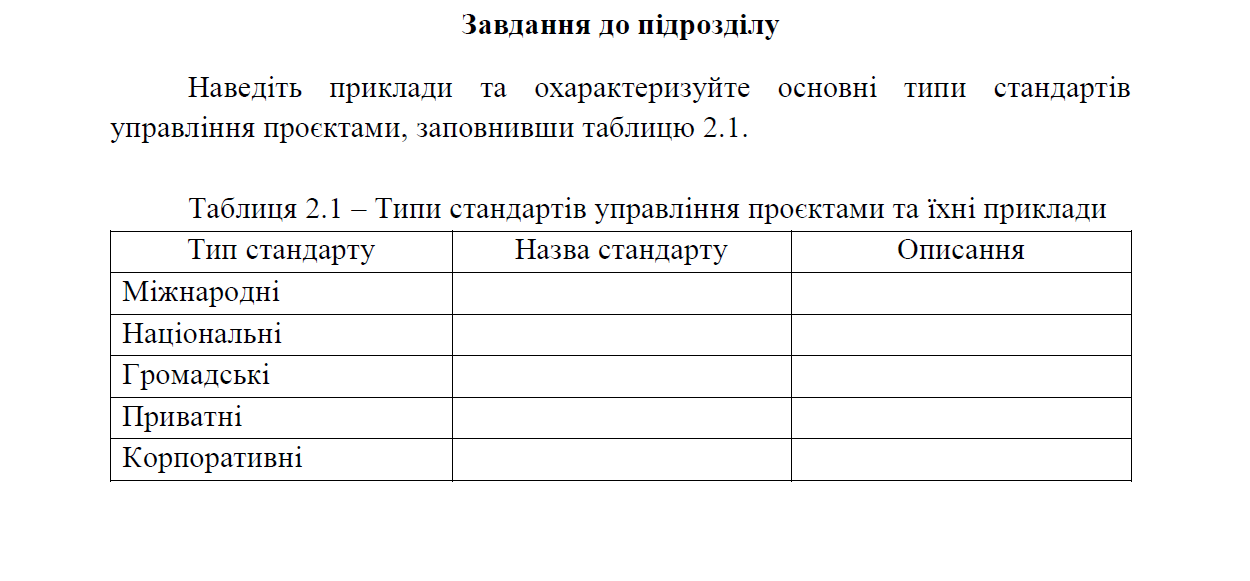 Завдання до підрозділу
Наведіть приклади та охарактеризуйте основні типи стандартів
управління проєктами, заповнивши таблицю 2.1.
Таблиця 2.1 – Типи стандартів управління проєктами та їхні приклади
Тип стандарту Назва стандарту Описання
Міжнародні
Національні
Громадські
Приватні
Корпоративні